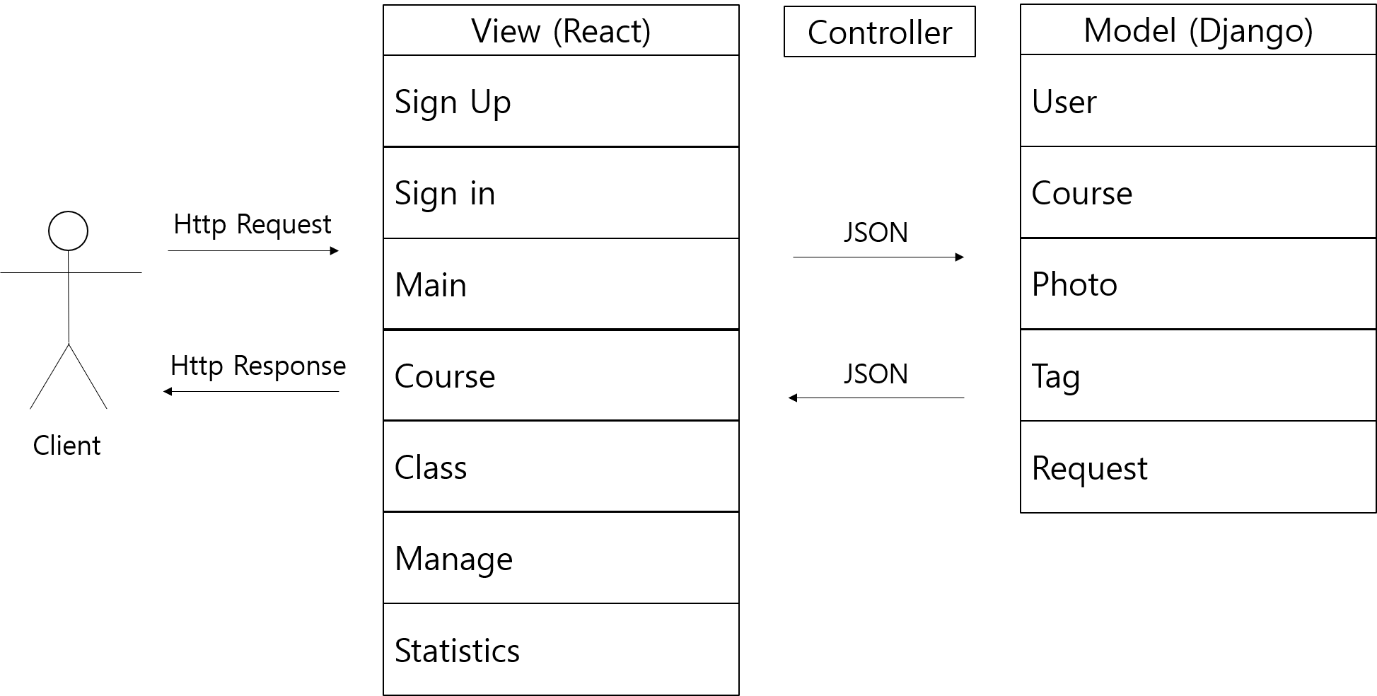 View (React)
Controller
Model (Django)
Sign Up
Sign in
Main
Course
Class
Manage
Statistics
User
Course
Photo
Tag
Request
Http Request
Http Response
Client
JSON
JSON